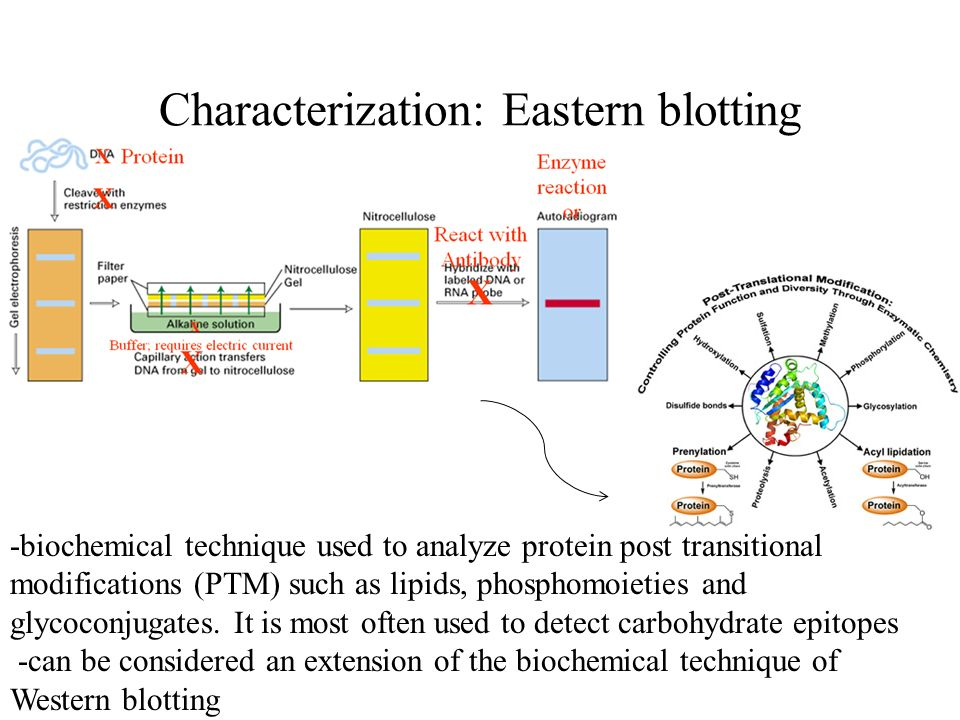 Characterization: Eastern blotting
DNA
X Protein
Cleave with
restriction enzymes
X
Gel electrophoresis
Filter
paper
Nitrocellulose
Gel
Alkaline solution
X
Buffer; requires electric current
Capillary action transfers
DNA from gel to nitrocellulose
X
Nitrocellulose
React with
Antibody
Hybridize with
labeled DNA or
RNA probe
X
Enzyme
reaction
or
Autoradiogram
Post-Translational Modification:
Controlling Protein Function and Diversity Through Enzymatic Chemistry
Sulfation
Methylation
Hydroxylation
Phosphorylation
Disulfide bonds
Glycosylation
Prenylation
Acyl lipidation
Proteolysis
Acetylation
Protein
SH
Prenyltransferase
Protein
S
Protein
OH
Acyltransferase
Protein
O
O
-biochemical technique used to analyze protein post transitional
modifications (PTM) such as lipids, phosphomoieties and
glycoconjugates. It is most often used to detect carbohydrate epitopes
-can be considered an extension of the biochemical technique of
Western blotting